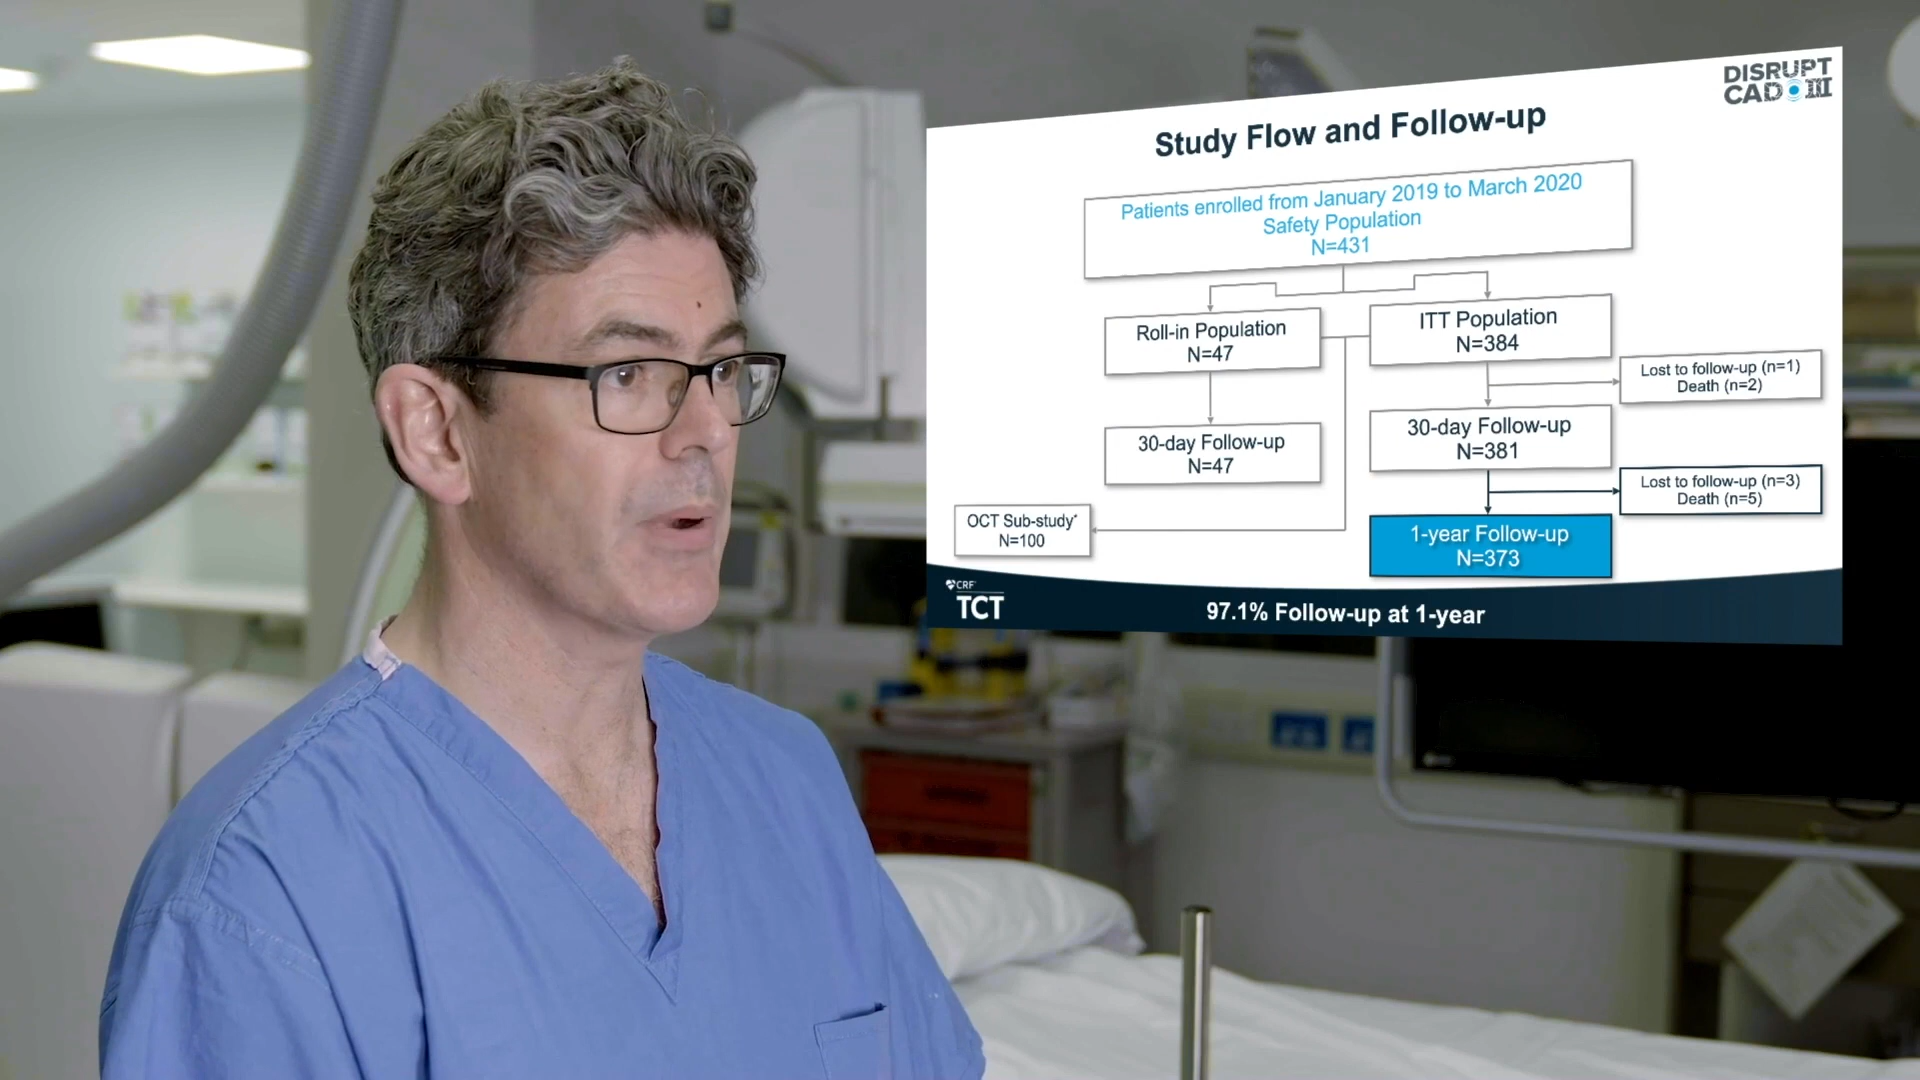 DISRUPT
CAD III
Study Flow and Follow-up
Patients enrolled from January 2019 to March 2020
Safety Population
N=431
Roll-in Population
N=47
ITT Population
N=384
Lost to follow-up (n=1)
Death (n=2)
30-day Follow-up
N=47
30-day Follow-up
N=381
Lost to follow-up (n=3)
Death (n=5)
OCT Sub-study*
N=100
1-year Follow-up
N=373
CRF
TCT
97.1% Follow-up at 1-year